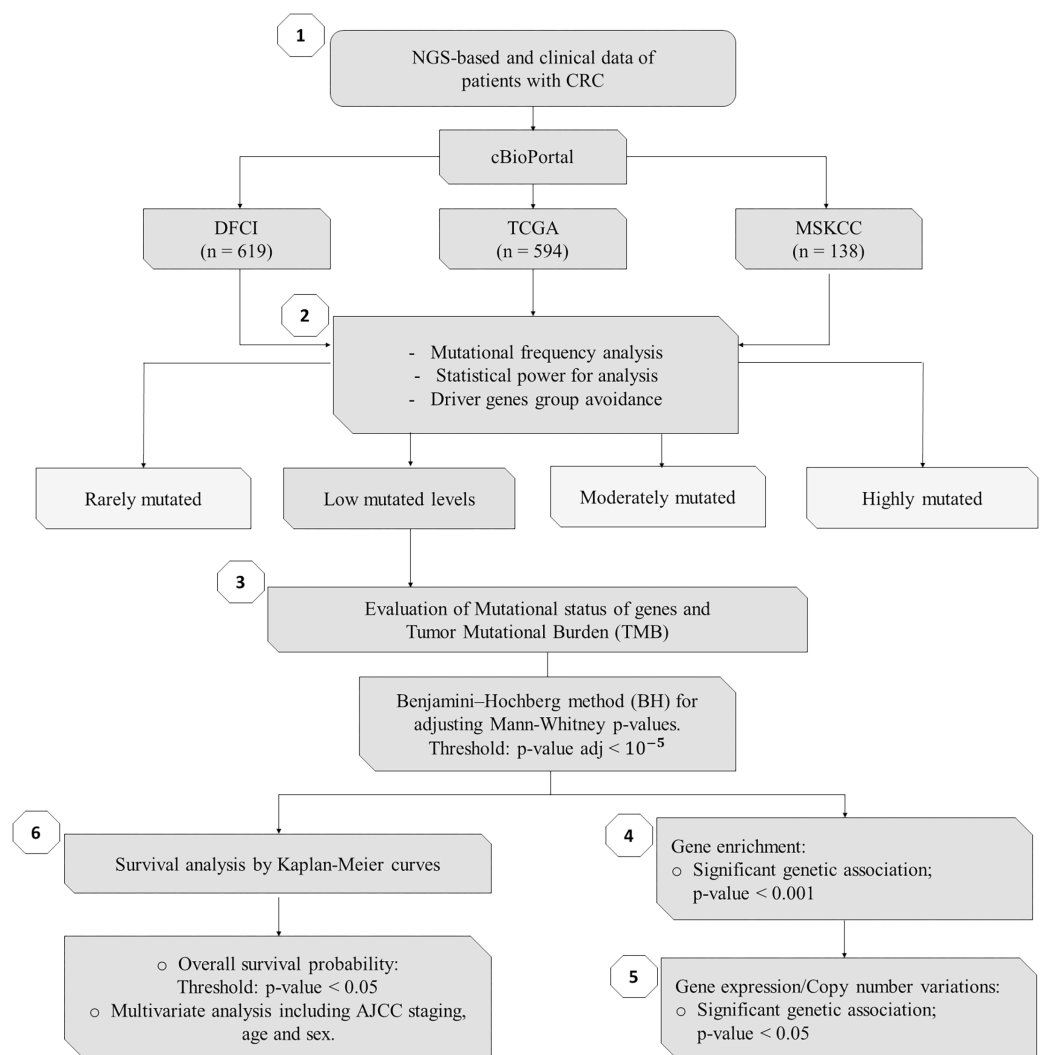 1
NGS-based and clinical data of
patients with CRC
cBioPortal
DFCI
(n = 619)
TCGA
(n = 594)
MSKCC
(n = 138)
2
- Mutational frequency analysis
- Statistical power for analysis
- Driver genes group avoidance
Rarely mutated
Low mutated levels
Moderately mutated
Highly mutated
3
Evaluation of Mutational status of genes and
Tumor Mutational Burden (TMB)
Benjamini–Hochberg method (BH) for
adjusting Mann-Whitney p-values.
Threshold: p-value adj < 10⁻⁵
6
Survival analysis by Kaplan-Meier curves
○ Overall survival probability:
Threshold: p-value < 0.05
○ Multivariate analysis including AJCC staging,
age and sex.
4
Gene enrichment:
○ Significant genetic association;
p-value < 0.001
5
Gene expression/Copy number variations:
○ Significant genetic association;
p-value < 0.05